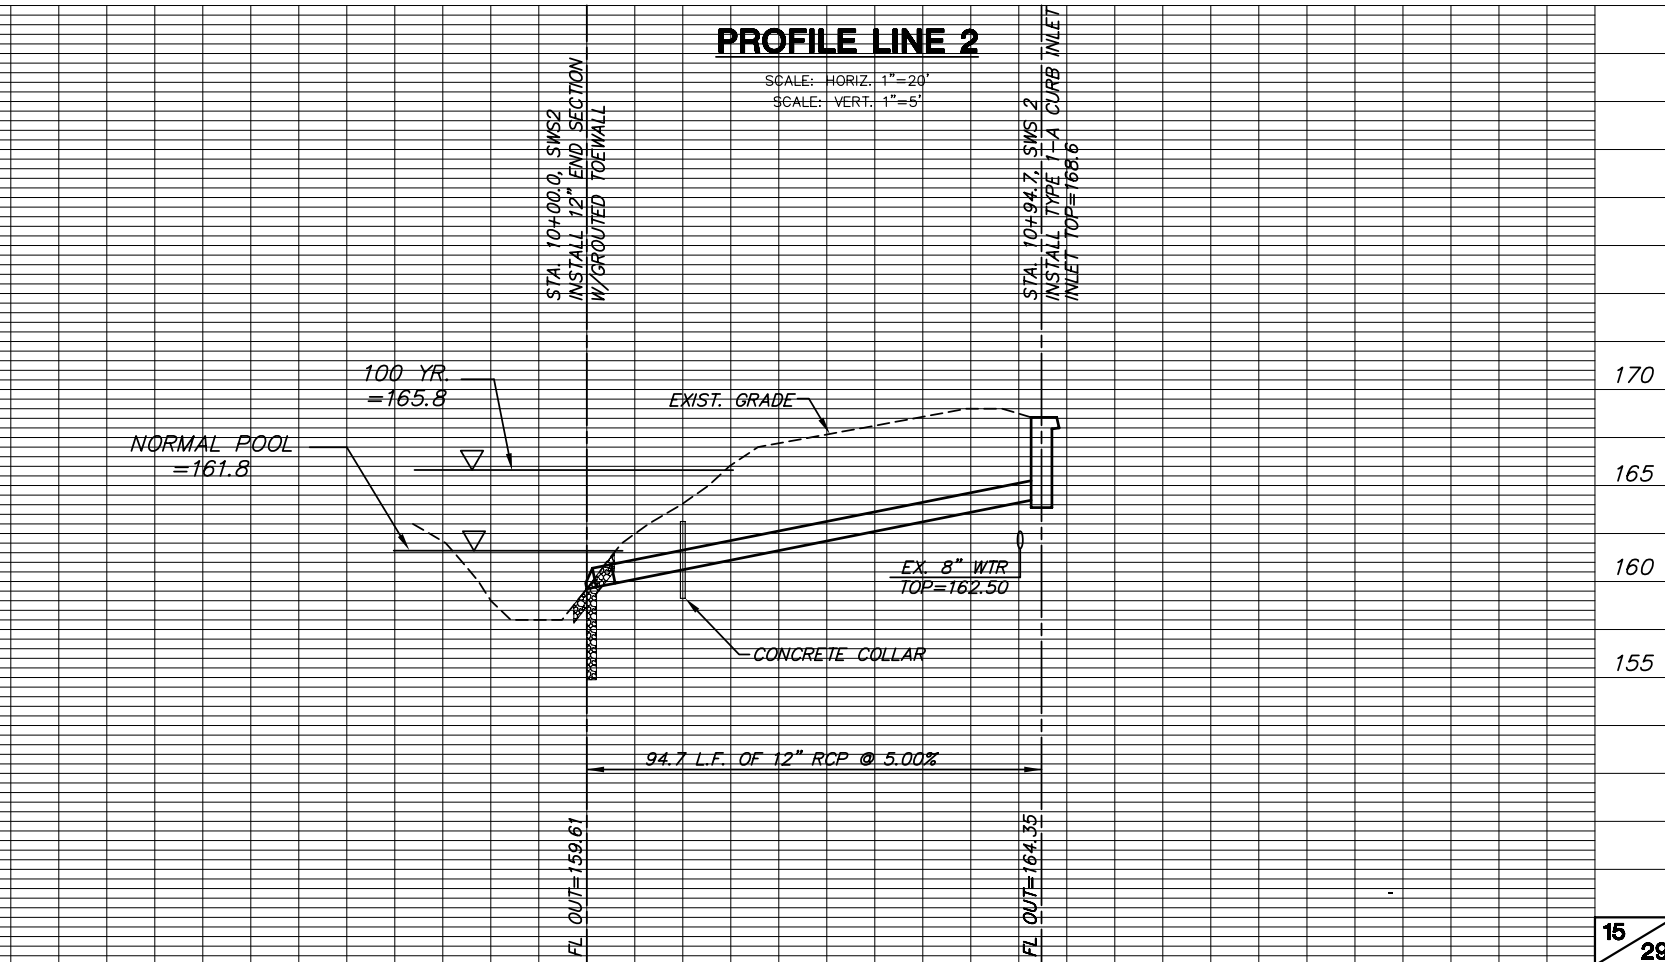 PROFILE LINE 2
SCALE: HORIZ. 1"=20'
SCALE: VERT. 1"=5'
STA. 10+00.0, SWS2
INSTALL 12" END SECTION
W/GROUTED TOEWALL
STA. 10+94.7, SWS 2
INSTALL TYPE 1-A CURB INLET
INLET TOP=168.6
100 YR.
=165.8
NORMAL POOL
=161.8
EXIST. GRADE
EX. 8" WTR
TOP=162.50
CONCRETE COLLAR
94.7 L.F. OF 12" RCP @ 5.00%
FL OUT=159.61
FL OUT=164.35
170
165
160
155
15
29